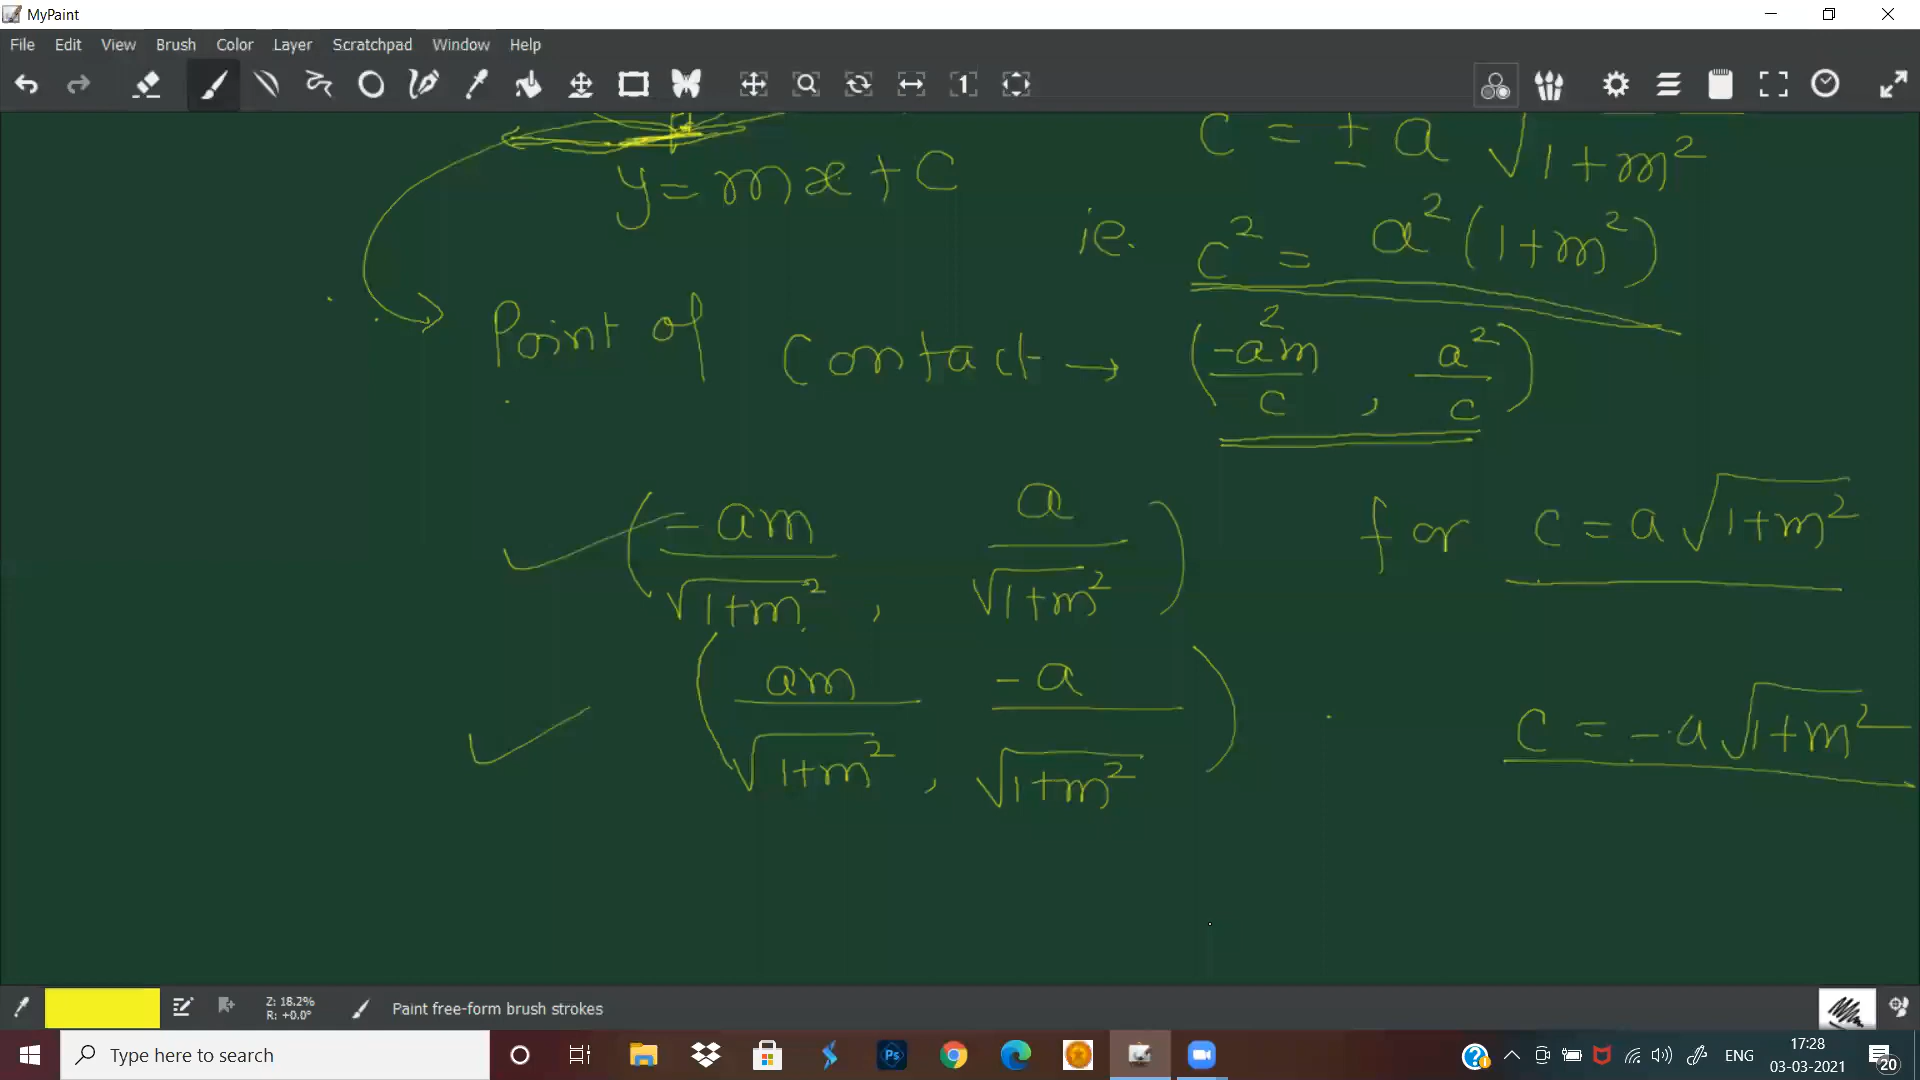 MyPaint
File Edit View Brush Color Layer Scratchpad Window Help
y = mx + c
c = ± a √1+m²
ie. c² = a² (1+m²)
Point of Contact → (-a²m/c , a²/c)
(-am/√1+m² , a/√1+m²) for c = a√1+m²
(am/√1+m² , -a/√1+m²) c = -a√1+m²
Z: 18.2%
R: +0.0°
Paint free-form brush strokes
Type here to search
Ps
ENG
17:28
03-03-2021
20